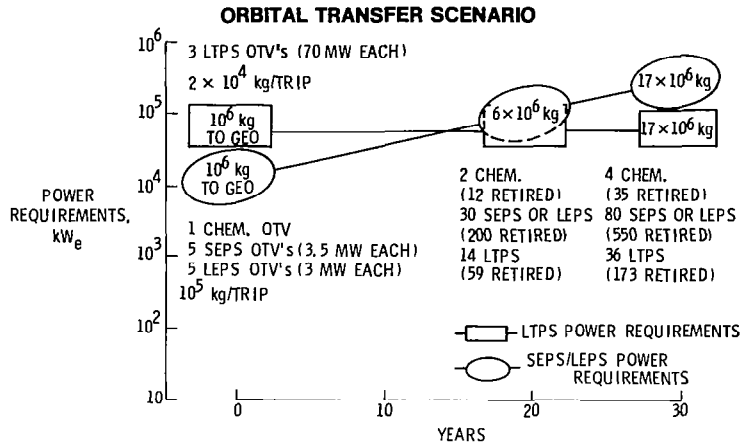 ORBITAL TRANSFER SCENARIO
10^6
10^5
10^4
10^3
10^2
10
POWER
REQUIREMENTS,
kW_e
3 LTPS OTV's (70 MW EACH)
2 × 10^4 kg/TRIP
10^6 kg
TO GEO
10^6 kg
TO GEO
6 × 10^6 kg
17 × 10^6 kg
17 × 10^6 kg
1 CHEM. OTV
5 SEPS OTV's (3.5 MW EACH)
5 LEPS OTV's (3 MW EACH)
10^5 kg/TRIP
2 CHEM.
(12 RETIRED)
30 SEPS OR LEPS
(200 RETIRED)
14 LTPS
(59 RETIRED)
4 CHEM.
(35 RETIRED)
80 SEPS OR LEPS
(550 RETIRED)
36 LTPS
(173 RETIRED)
LTPS POWER REQUIREMENTS
SEPS/LEPS POWER
REQUIREMENTS
0
10
20
30
YEARS